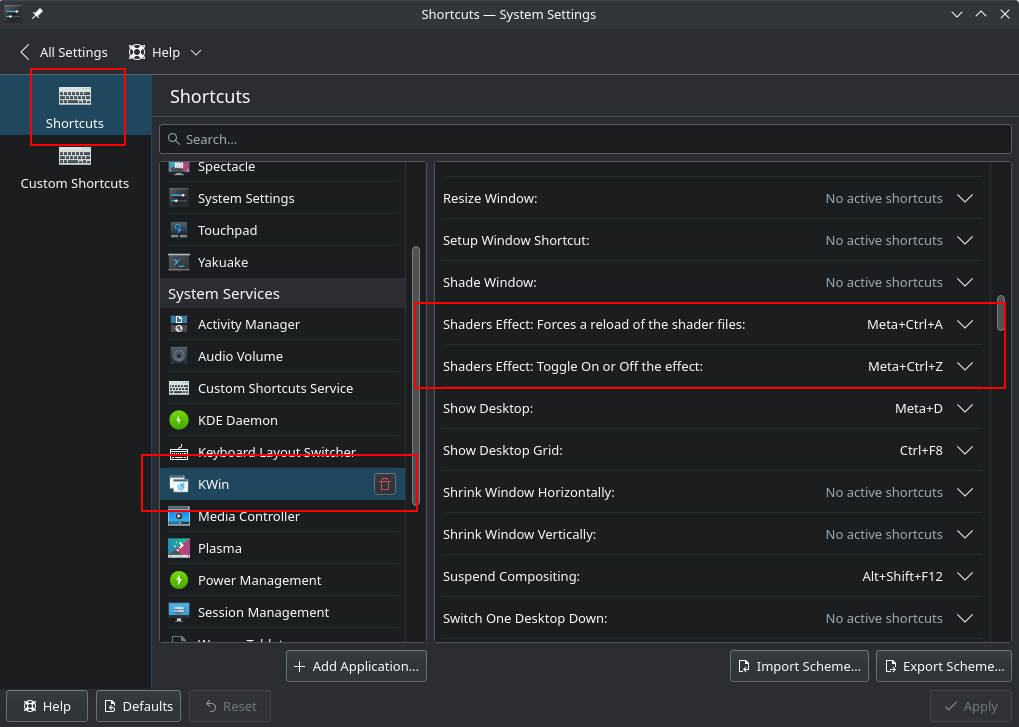 Shortcuts — System Settings
All Settings
Help
Shortcuts
Custom Shortcuts
Shortcuts
Search...
Spectacle
System Settings
Touchpad
Yakuake
System Services
Activity Manager
Audio Volume
Custom Shortcuts Service
KDE Daemon
Keyboard Layout Switcher
KWin
Media Controller
Plasma
Power Management
Session Management
Resize Window: No active shortcuts
Setup Window Shortcut: No active shortcuts
Shade Window: No active shortcuts
Shaders Effect: Forces a reload of the shader files: Meta+Ctrl+A
Shaders Effect: Toggle On or Off the effect: Meta+Ctrl+Z
Show Desktop: Meta+D
Show Desktop Grid: Ctrl+F8
Shrink Window Horizontally: No active shortcuts
Shrink Window Vertically: No active shortcuts
Suspend Compositing: Alt+Shift+F12
Switch One Desktop Down: No active shortcuts
Add Application...
Import Scheme...
Export Scheme...
Help
Defaults
Reset
Apply